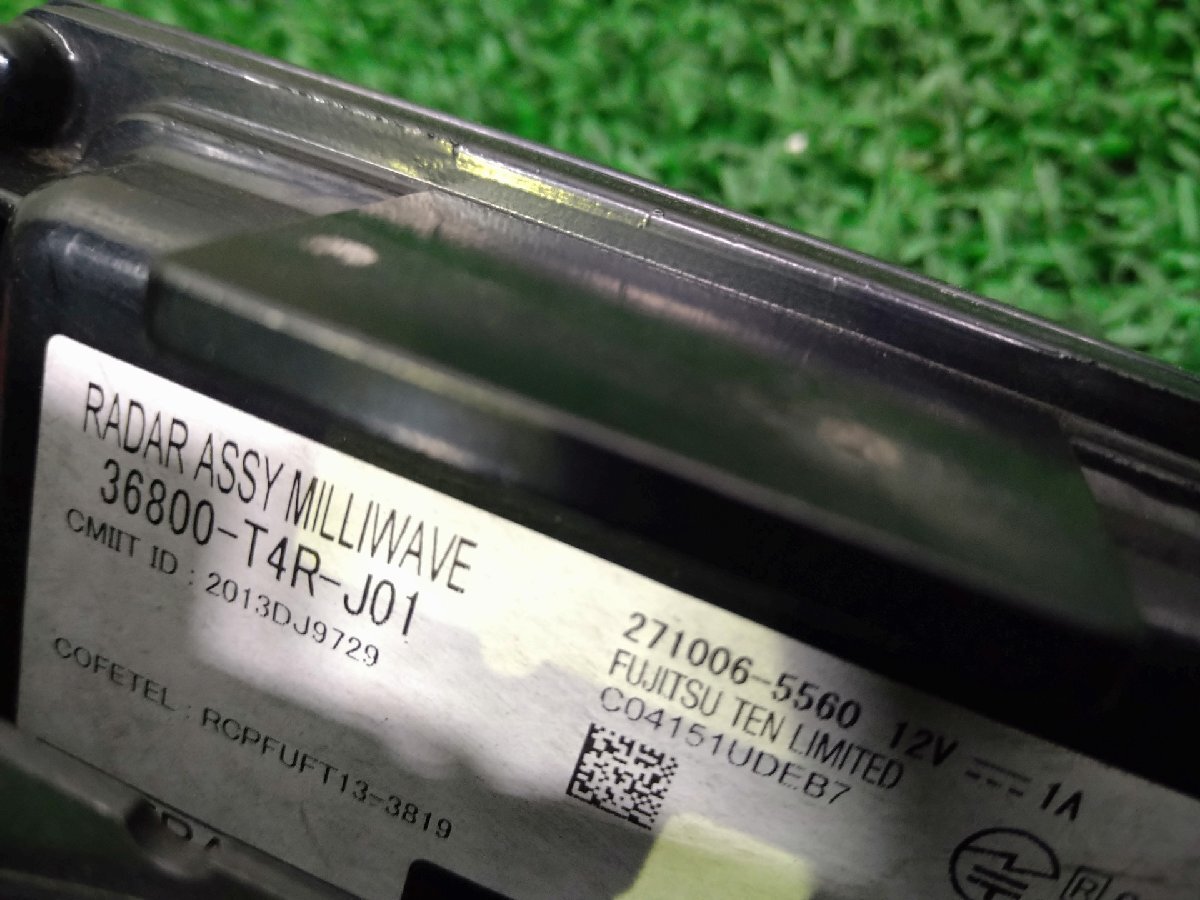 RADAR ASSY MILLIWAVE
36800-T4R-J01
CMIIT ID : 2013DJ9729
COFETEL : RCPFUFT13-3819
271006-5560 12V ⎓ 1A
FUJITSU TEN LIMITED
C04151UDEB7
R